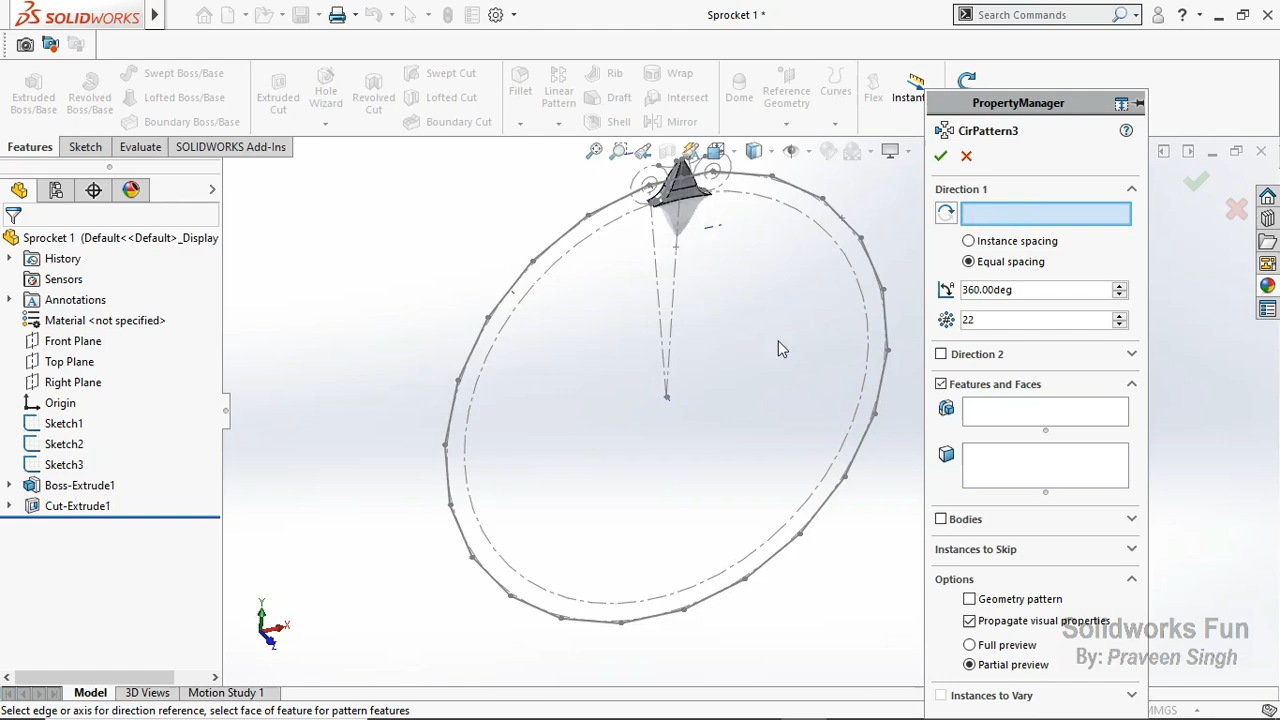 SOLIDWORKS
Sprocket 1 *
Search Commands
Extruded Boss/Base
Revolved Boss/Base
Swept Boss/Base
Lofted Boss/Base
Boundary Boss/Base
Extruded Cut
Hole Wizard
Revolved Cut
Swept Cut
Lofted Cut
Boundary Cut
Fillet
Linear Pattern
Rib
Draft
Shell
Wrap
Intersect
Mirror
Dome
Reference Geometry
Curves
Flex
Instant
Features
Sketch
Evaluate
SOLIDWORKS Add-Ins
Sprocket 1 (Default<<Default>_Display
History
Sensors
Annotations
Material <not specified>
Front Plane
Top Plane
Right Plane
Origin
Sketch1
Sketch2
Sketch3
Boss-Extrude1
Cut-Extrude1
Y
X
Z
PropertyManager
CirPattern3
Direction 1
Instance spacing
Equal spacing
360.00deg
22
Direction 2
Features and Faces
Bodies
Instances to Skip
Options
Geometry pattern
Propagate visual properties
Full preview
Partial preview
Instances to Vary
Solidworks Fun
By: Praveen Singh
Model
3D Views
Motion Study 1
Select edge or axis for direction reference, select face of feature for pattern features
MMGS